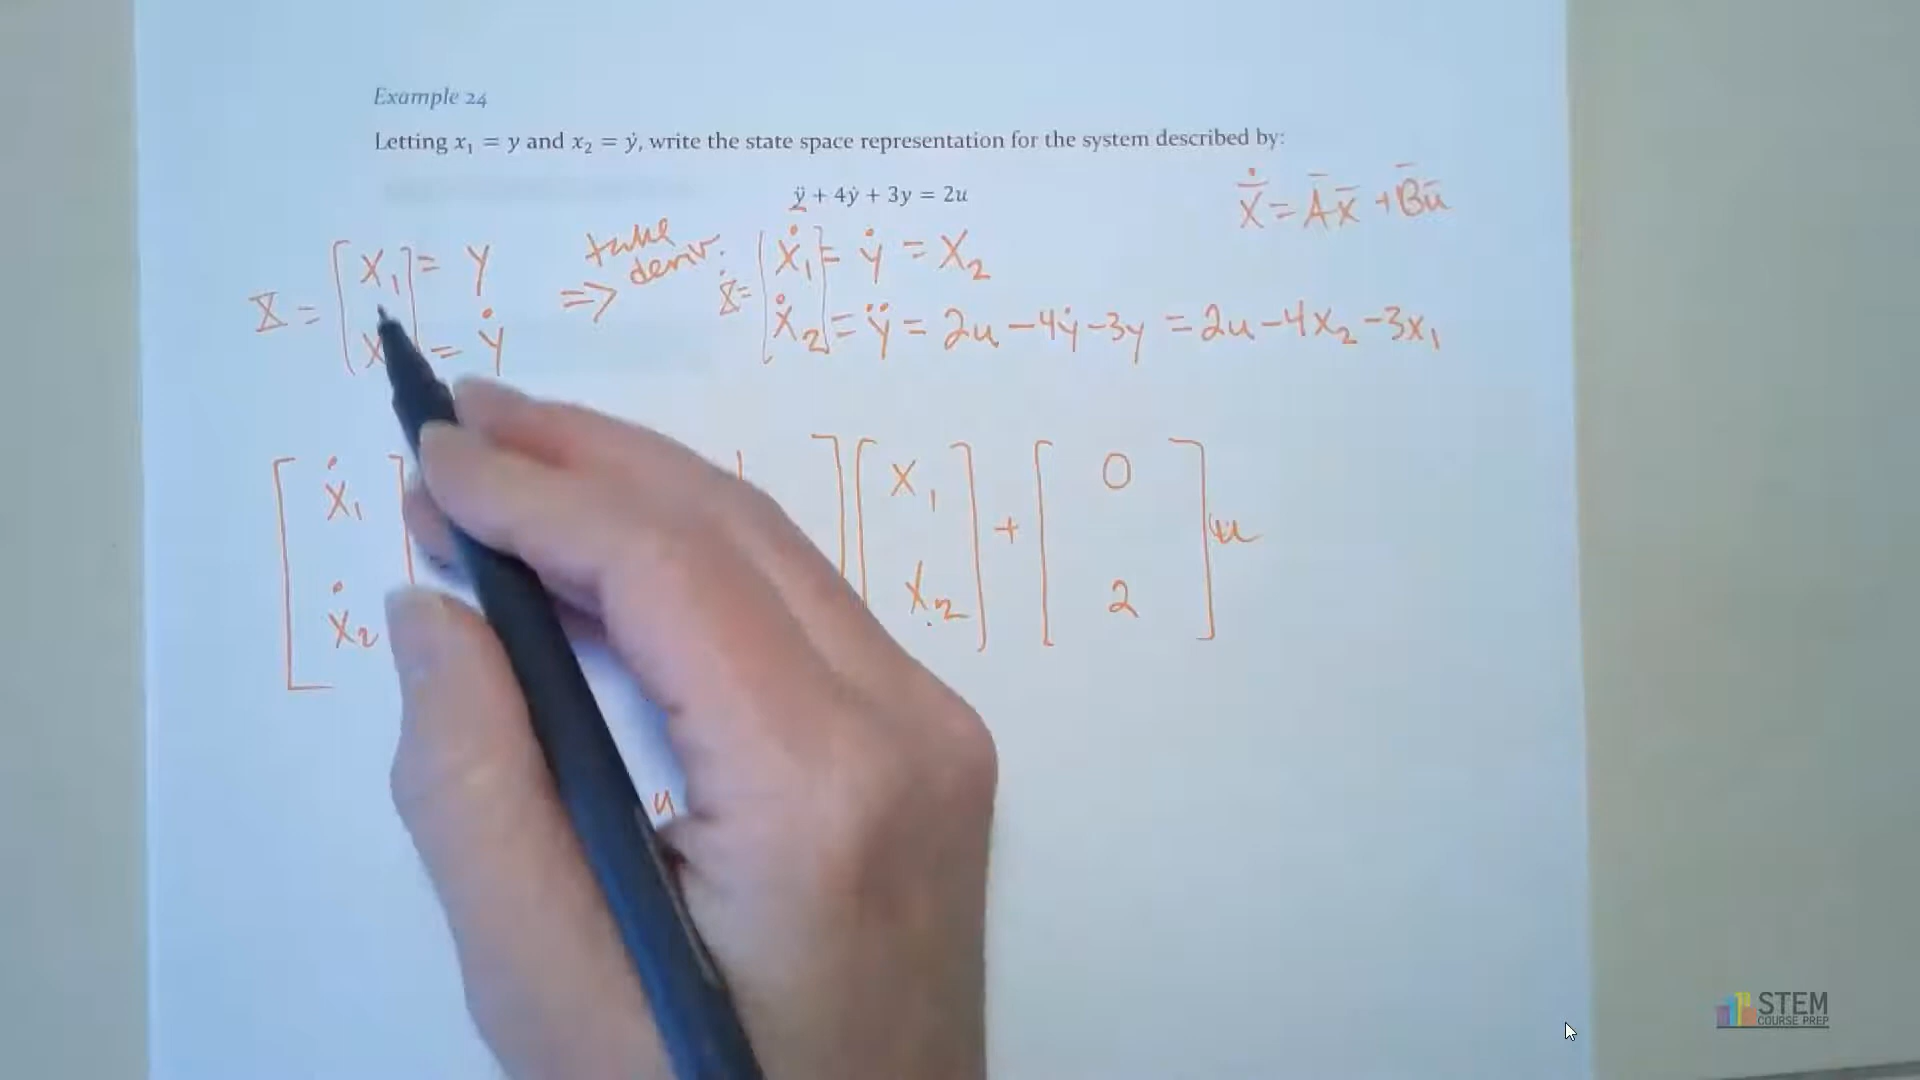 Example 24
Letting x₁ = y and x₂ = ẏ, write the state space representation for the system described by:
ÿ + 4ẏ + 3y = 2u
Ẋ̄ = Āx̄ + B̄ū
X = [x₁ = y
x = ẏ
⇒ take deriv.
Ẋ = [ẋ₁] = ẏ = x₂
ẋ₂] = ÿ = 2u − 4ẏ − 3y = 2u − 4x₂ − 3x₁
[ẋ₁ ] [x₁] + [0] u
ẋ₂ x₂ 2
u
STEM
COURSE PREP